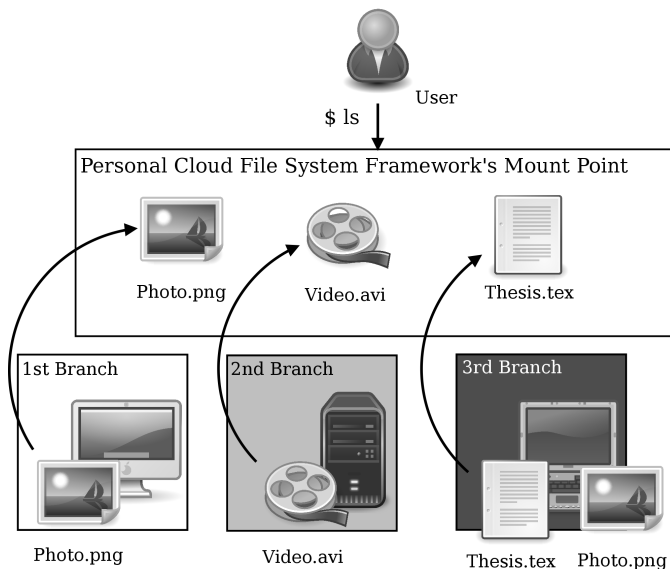 User
$ ls
Personal Cloud File System Framework's Mount Point
Photo.png
Video.avi
Thesis.tex
1st Branch
2nd Branch
3rd Branch
Photo.png
Video.avi
Thesis.tex
Photo.png